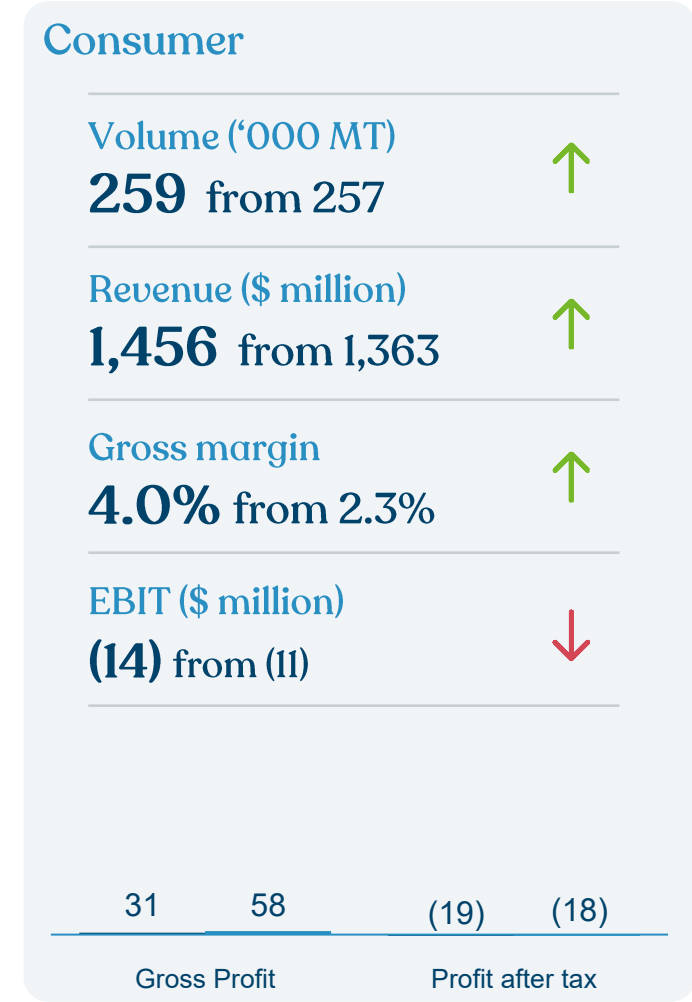 Consumer
Volume (‘000 MT)
259 from 257
Revenue ($ million)
1,456 from 1,363
Gross margin
4.0% from 2.3%
EBIT ($ million)
(14) from (11)
31 58 (19) (18)
Gross Profit Profit after tax